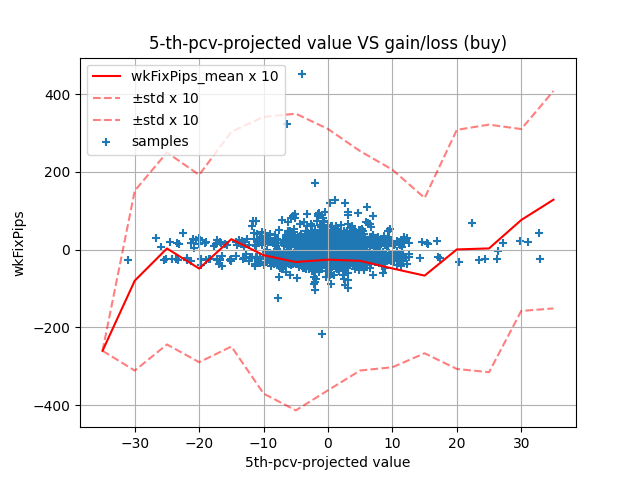 5-th-pcv-projected value VS gain/loss (buy)
wkFixPips_mean x 10
±std x 10
±std x 10
samples
400
200
0
−200
−400
wkFixPips
−30 −20 −10 0 10 20 30
5th-pcv-projected value